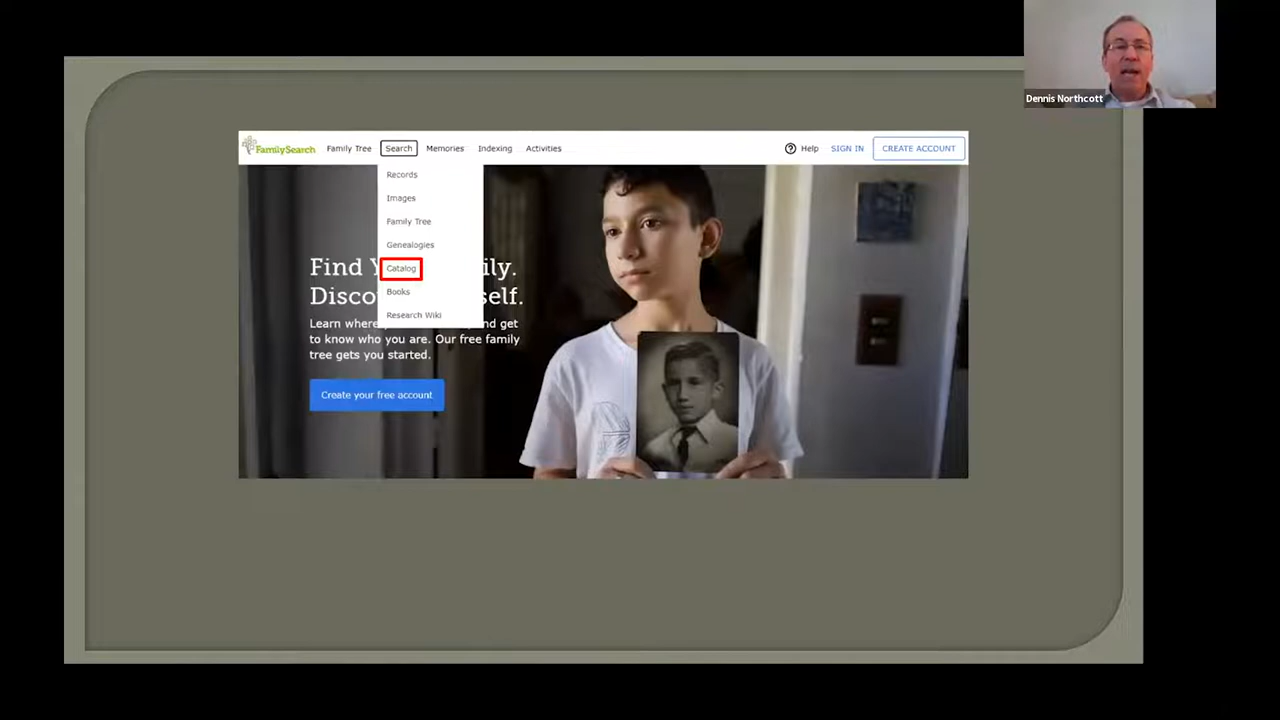 Dennis Northcott
FamilySearch Family Tree Search Memories Indexing Activities Help SIGN IN CREATE ACCOUNT
Records
Images
Family Tree
Genealogies
Catalog
Books
Research Wiki
Find Y ily.
Disco self.
Learn where nd get
to know who you are. Our free family
tree gets you started.
Create your free account